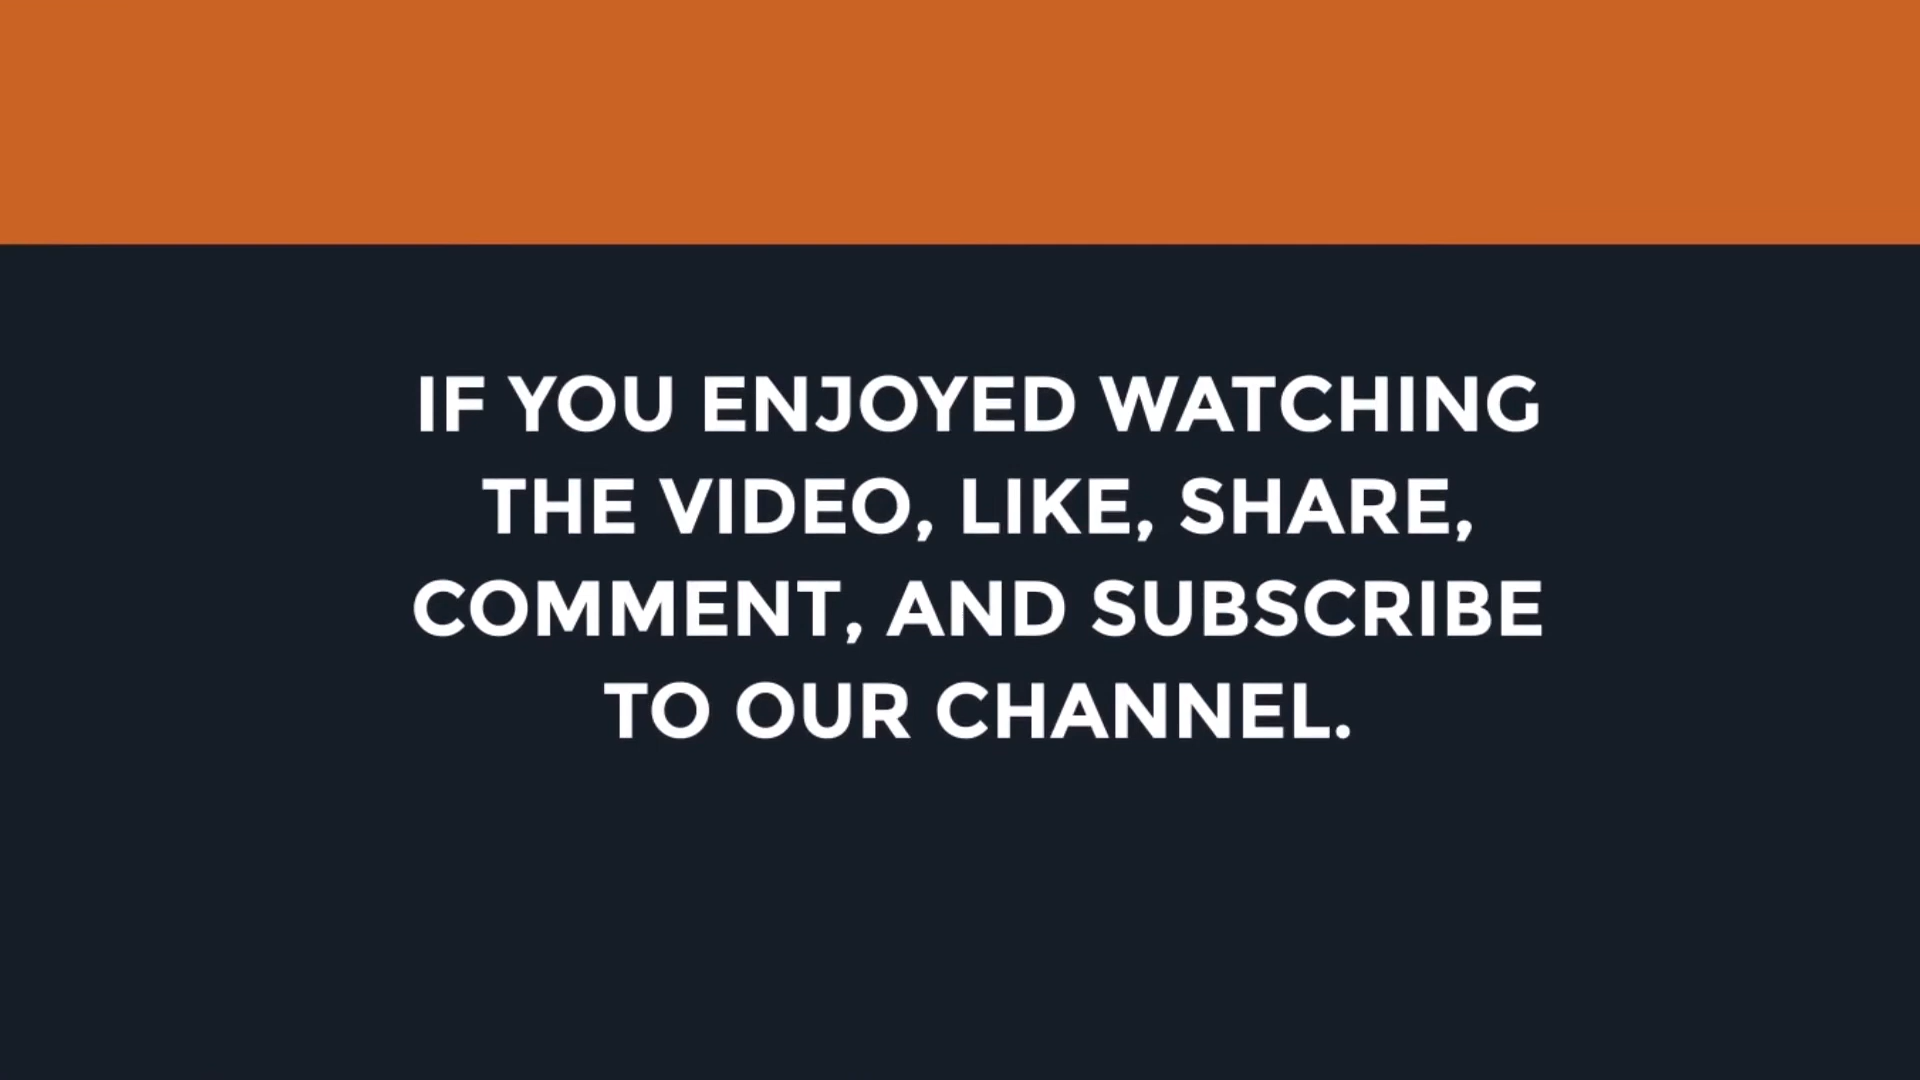 IF YOU ENJOYED WATCHING
THE VIDEO, LIKE, SHARE,
COMMENT, AND SUBSCRIBE
TO OUR CHANNEL.